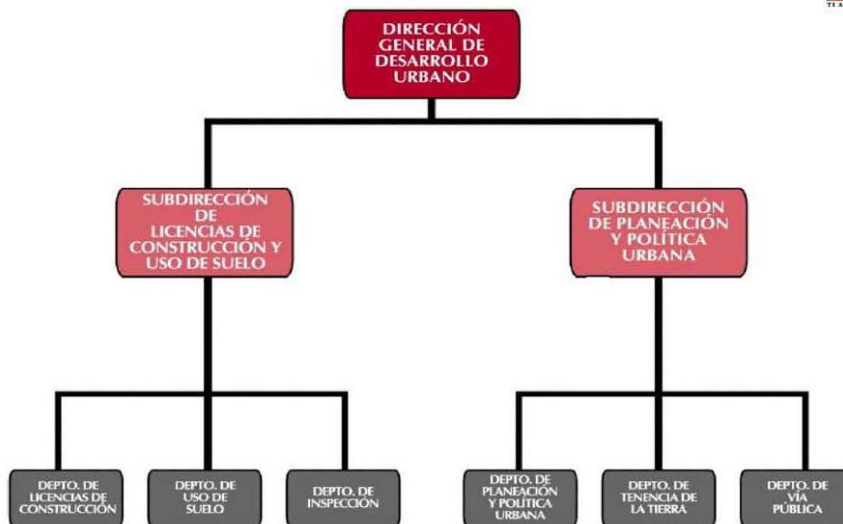 DIRECCIÓN
GENERAL DE
DESARROLLO
URBANO
SUBDIRECCIÓN
DE
LICENCIAS DE
CONSTRUCCIÓN Y
USO DE SUELO
SUBDIRECCIÓN
DE PLANEACIÓN
Y POLÍTICA
URBANA
DEPTO. DE
LICENCIAS DE
CONSTRUCCIÓN
DEPTO. DE
USO DE
SUELO
DEPTO. DE
INSPECCIÓN
DEPTO. DE
PLANEACIÓN
Y POLÍTICA
URBANA
DEPTO. DE
TENENCIA DE
LA TIERRA
DEPTO. DE
VÍA
PÚBLICA